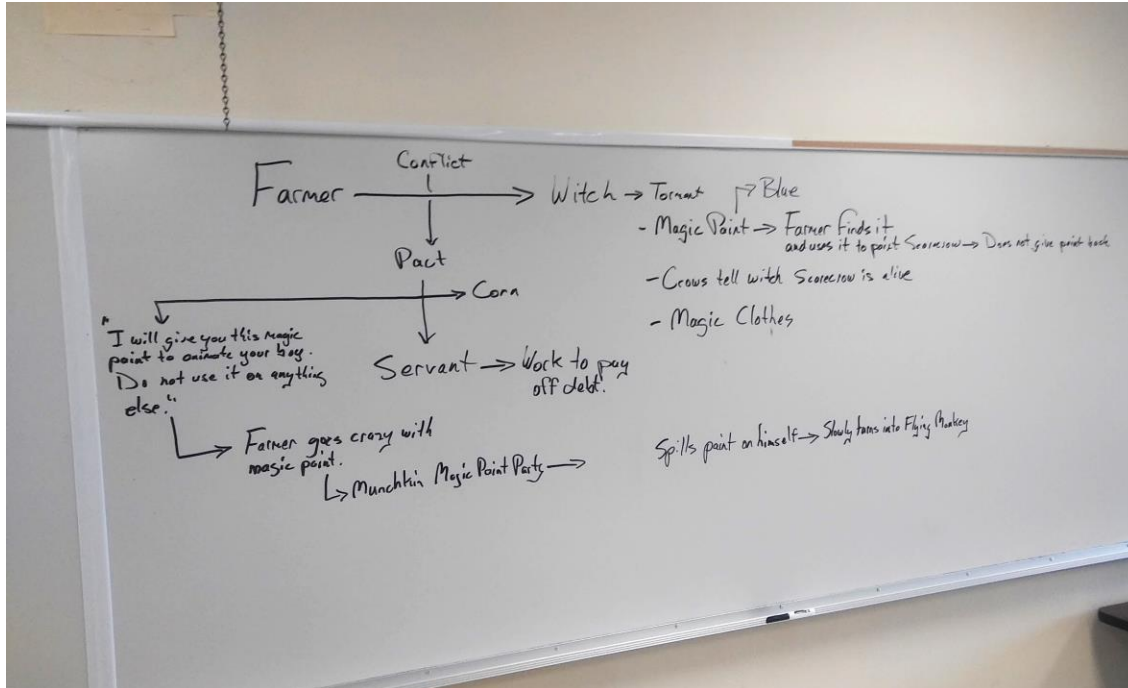 Conflict
Farmer
Witch → Torment
Blue
- Magic Paint → Farmer finds it
and uses it to paint Scarecrow → Does not give paint back
Pact
- Crows tell witch Scarecrow is alive
Corn
- Magic Clothes
"I will give you this magic
paint to animate your boy.
Do not use it on anything
else."
Servant → Work to pay
off debt.
Farmer goes crazy with
magic paint.
Munchkin Magic Paint Party →
Spills paint on himself → Slowly turns into Flying Monkey